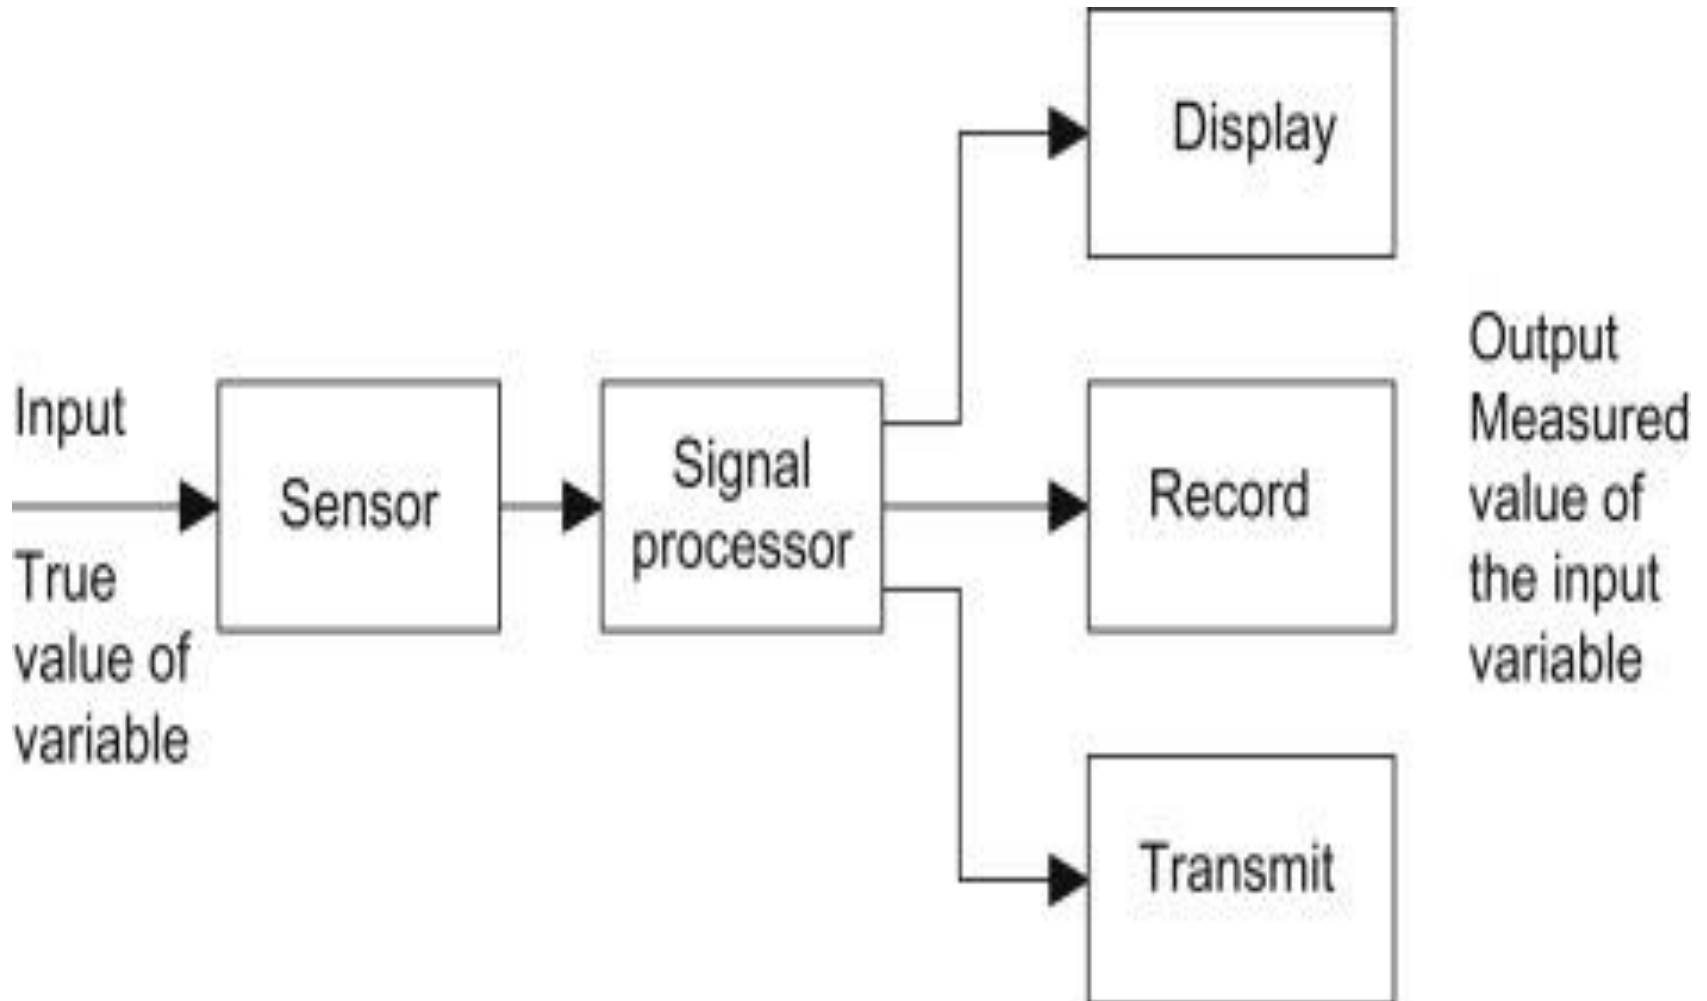 Input
True
value of
variable
Sensor
Signal
processor
Display
Record
Transmit
Output
Measured
value of
the input
variable